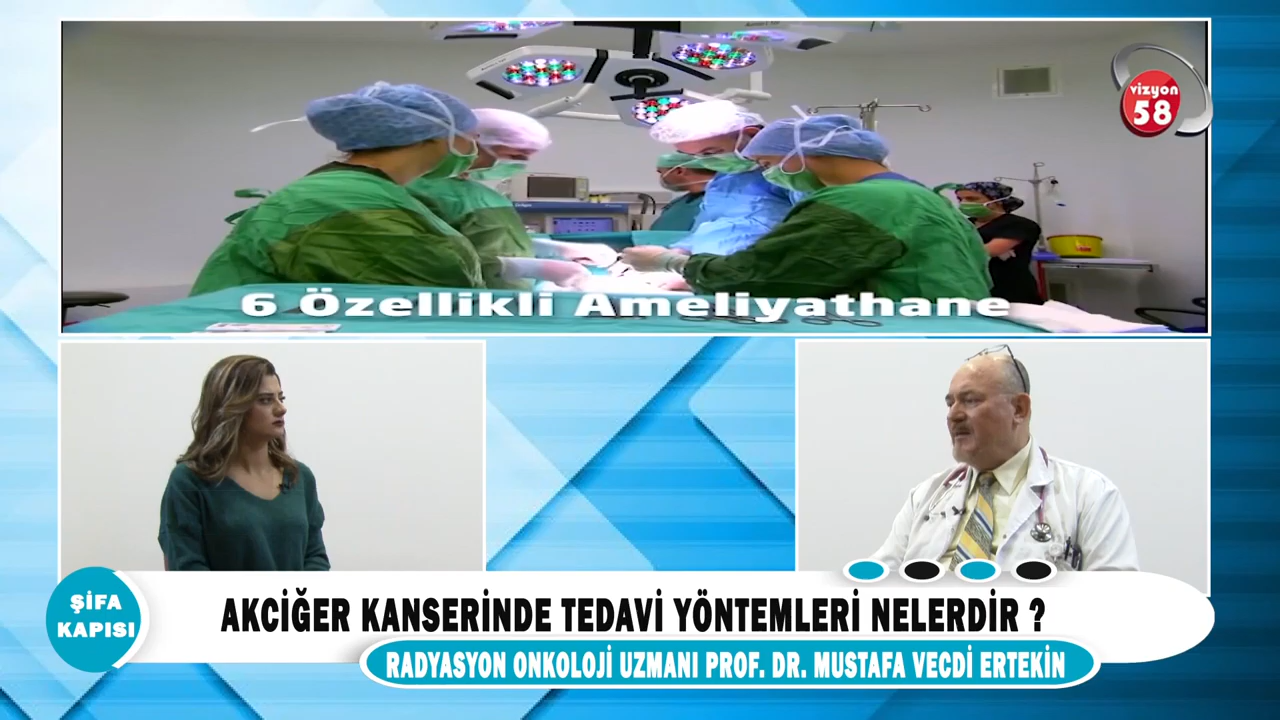 vizyon
58
6 Özellikli Ameliyathane
ŞİFA
KAPISI
AKCİĞER KANSERİNDE TEDAVİ YÖNTEMLERİ NELERDİR ?
RADYASYON ONKOLOJİ UZMANI PROF. DR. MUSTAFA VECDİ ERTEKİN